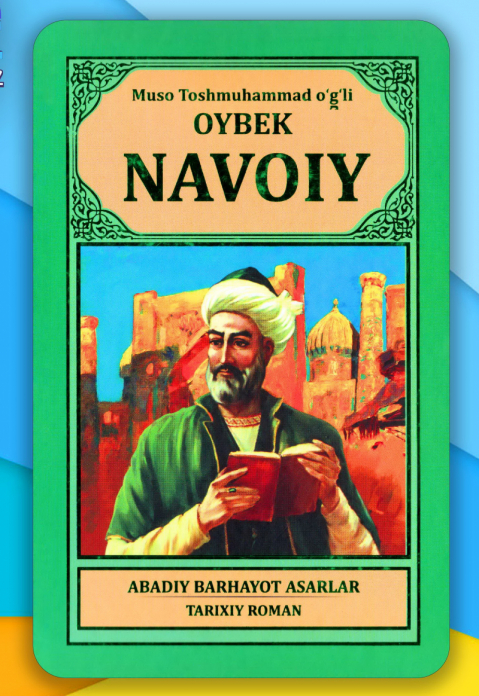 Muso Toshmuhammad o‘g‘li
OYBEK
NAVOIY
ABADIY BARHAYOT ASARLAR
TARIXIY ROMAN